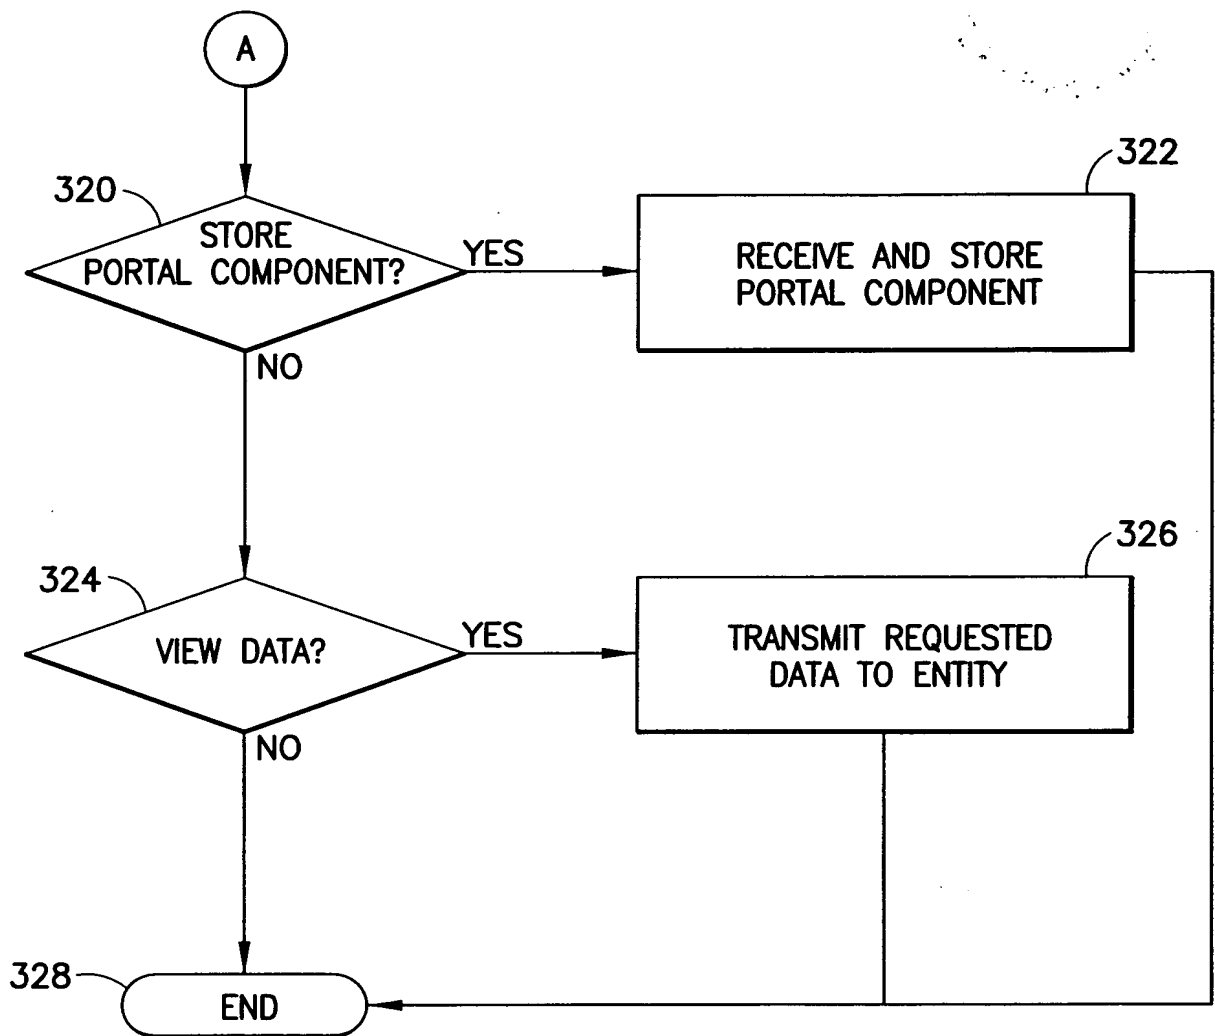 A
320
STORE
PORTAL COMPONENT?
YES
322
RECEIVE AND STORE
PORTAL COMPONENT
NO
324
VIEW DATA?
YES
326
TRANSMIT REQUESTED
DATA TO ENTITY
NO
328
END